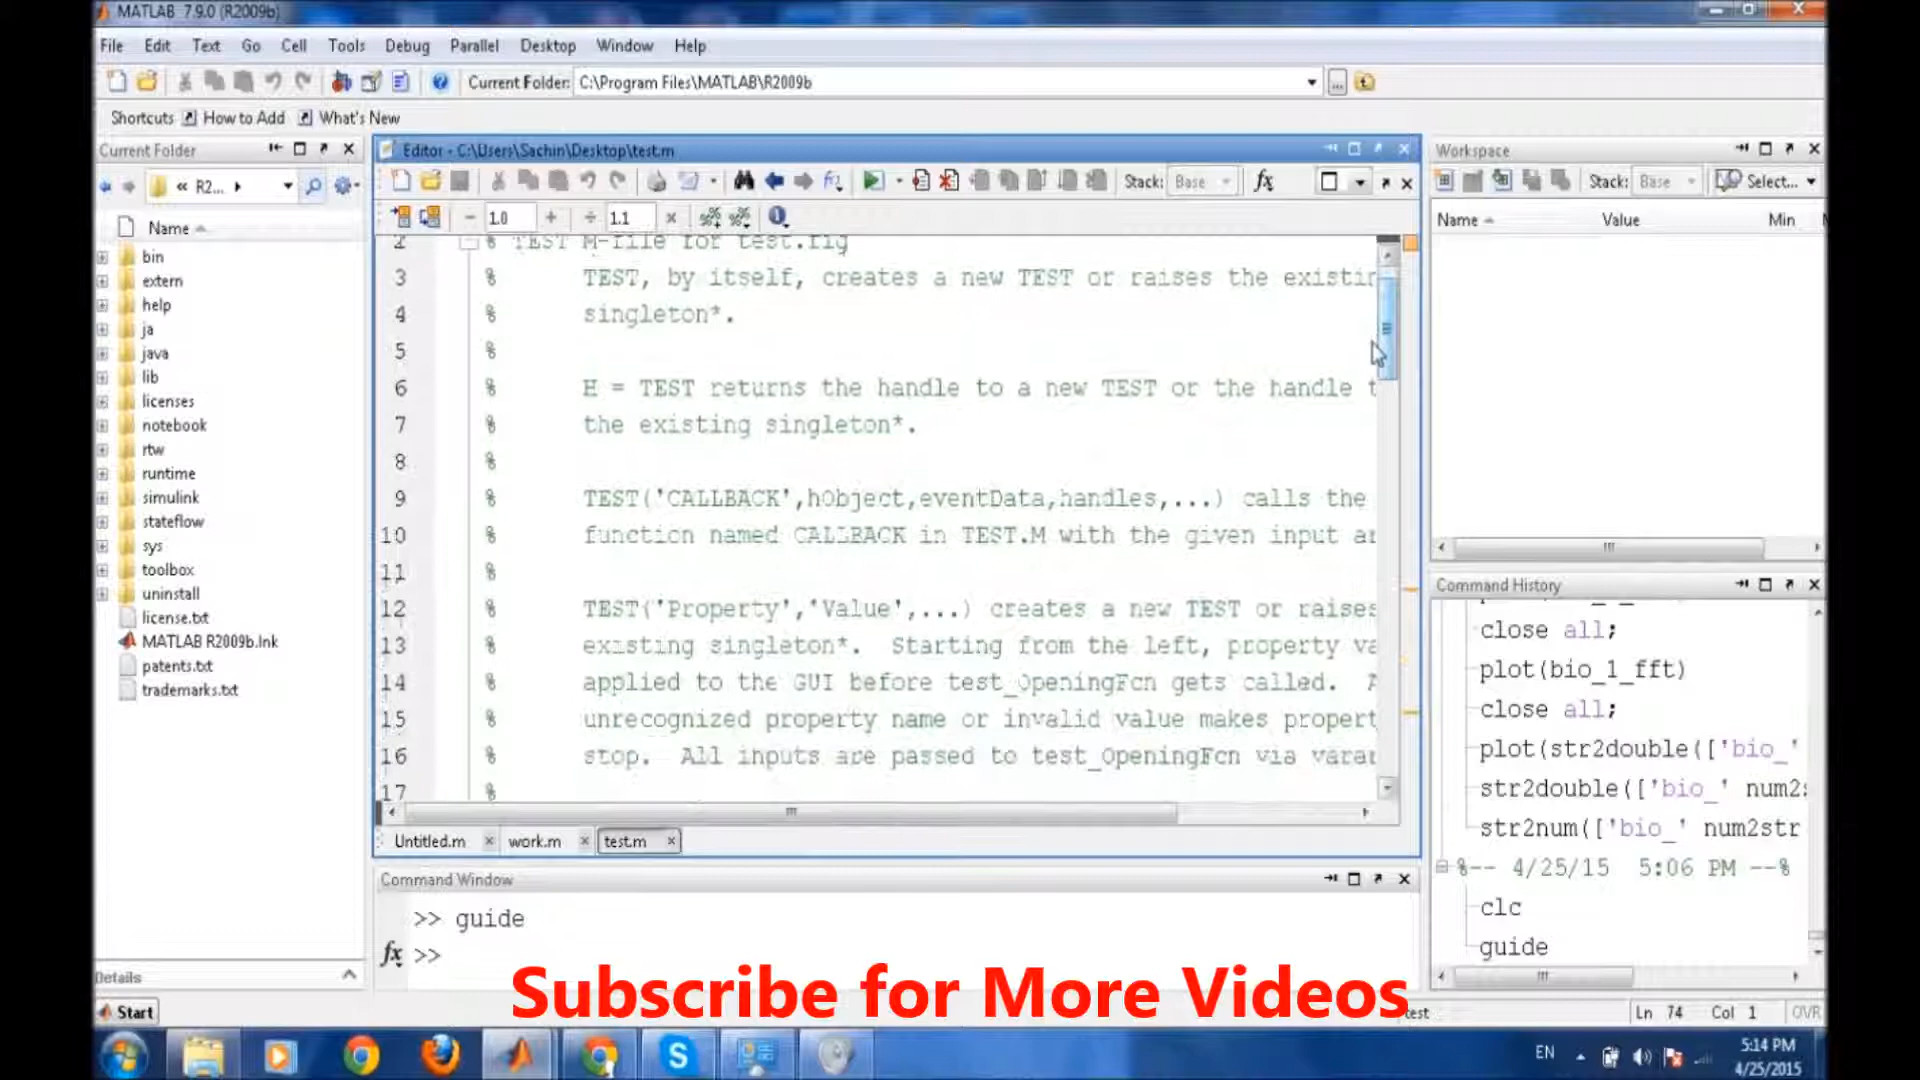 MATLAB 7.9.0 (R2009b)
File Edit Text Go Cell Tools Debug Parallel Desktop Window Help
Current Folder: C:\Program Files\MATLAB\R2009b
Shortcuts How to Add What's New
Current Folder
« R2...
Name
bin
extern
help
ja
java
lib
licenses
notebook
rtw
runtime
simulink
stateflow
sys
toolbox
uninstall
license.txt
MATLAB R2009b.lnk
patents.txt
trademarks.txt
Details
Start
Editor - C:\Users\Sachin\Desktop\test.m
Stack: Base fx
- 1.0 + ÷ 1.1 ×
2 % TEST M-file for test.fig
3 % TEST, by itself, creates a new TEST or raises the existin
4 % singleton*.
5 %
6 % H = TEST returns the handle to a new TEST or the handle t
7 % the existing singleton*.
8 %
9 % TEST('CALLBACK',hObject,eventData,handles,...) calls the
10 % function named CALLBACK in TEST.M with the given input ar
11 %
12 % TEST('Property','Value',...) creates a new TEST or raises
13 % existing singleton*. Starting from the left, property va
14 % applied to the GUI before test_OpeningFcn gets called. A
15 % unrecognized property name or invalid value makes propert
16 % stop. All inputs are passed to test_OpeningFcn via varar
17 %
Untitled.m work.m test.m
Command Window
>> guide
fx >>
Workspace
Stack: Base Select...
Name Value Min
Command History
close all;
plot(bio_1_fft)
close all;
plot(str2double(['bio_'
str2double(['bio_' num2s
str2num(['bio_' num2str
%-- 4/25/15 5:06 PM --%
clc
guide
Subscribe for More Videos
test Ln 74 Col 1 OVR
EN
5:14 PM
4/25/2015